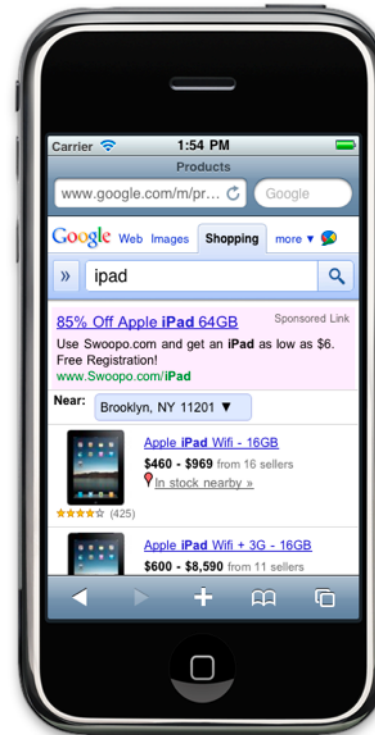 Carrier 1:54 PM
Products
www.google.com/m/pr... Google
Google Web Images Shopping more ▼
» ipad
85% Off Apple iPad 64GB Sponsored Link
Use Swoopo.com and get an iPad as low as $6.
Free Registration!
www.Swoopo.com/iPad
Near: Brooklyn, NY 11201 ▼
Apple iPad Wifi - 16GB
$460 - $969 from 16 sellers
In stock nearby »
(425)
Apple iPad Wifi + 3G - 16GB
$600 - $8,590 from 11 sellers